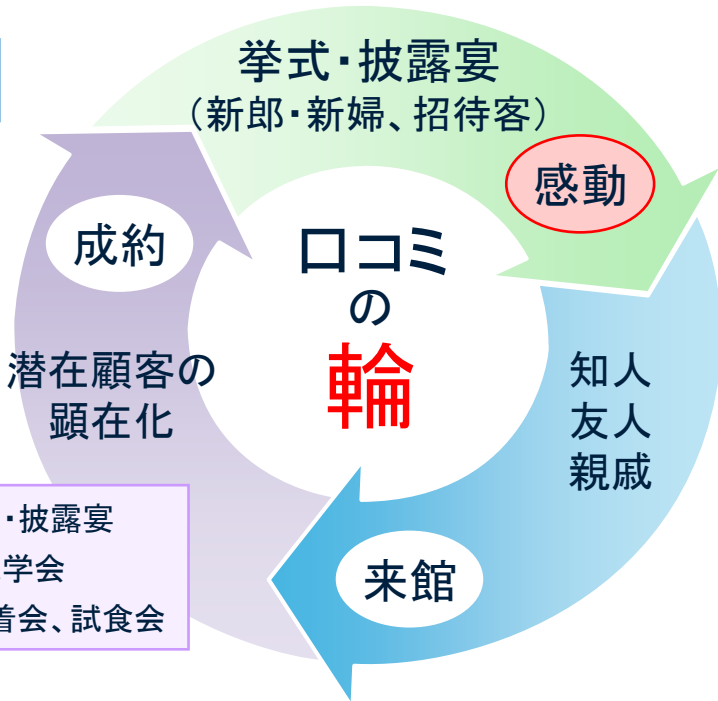 挙式・披露宴
（新郎・新婦、招待客）
感動
成約
口コミ
の
輪
潜在顧客の
顕在化
知人
友人
親戚
・披露宴
学会
着会、試食会
来館